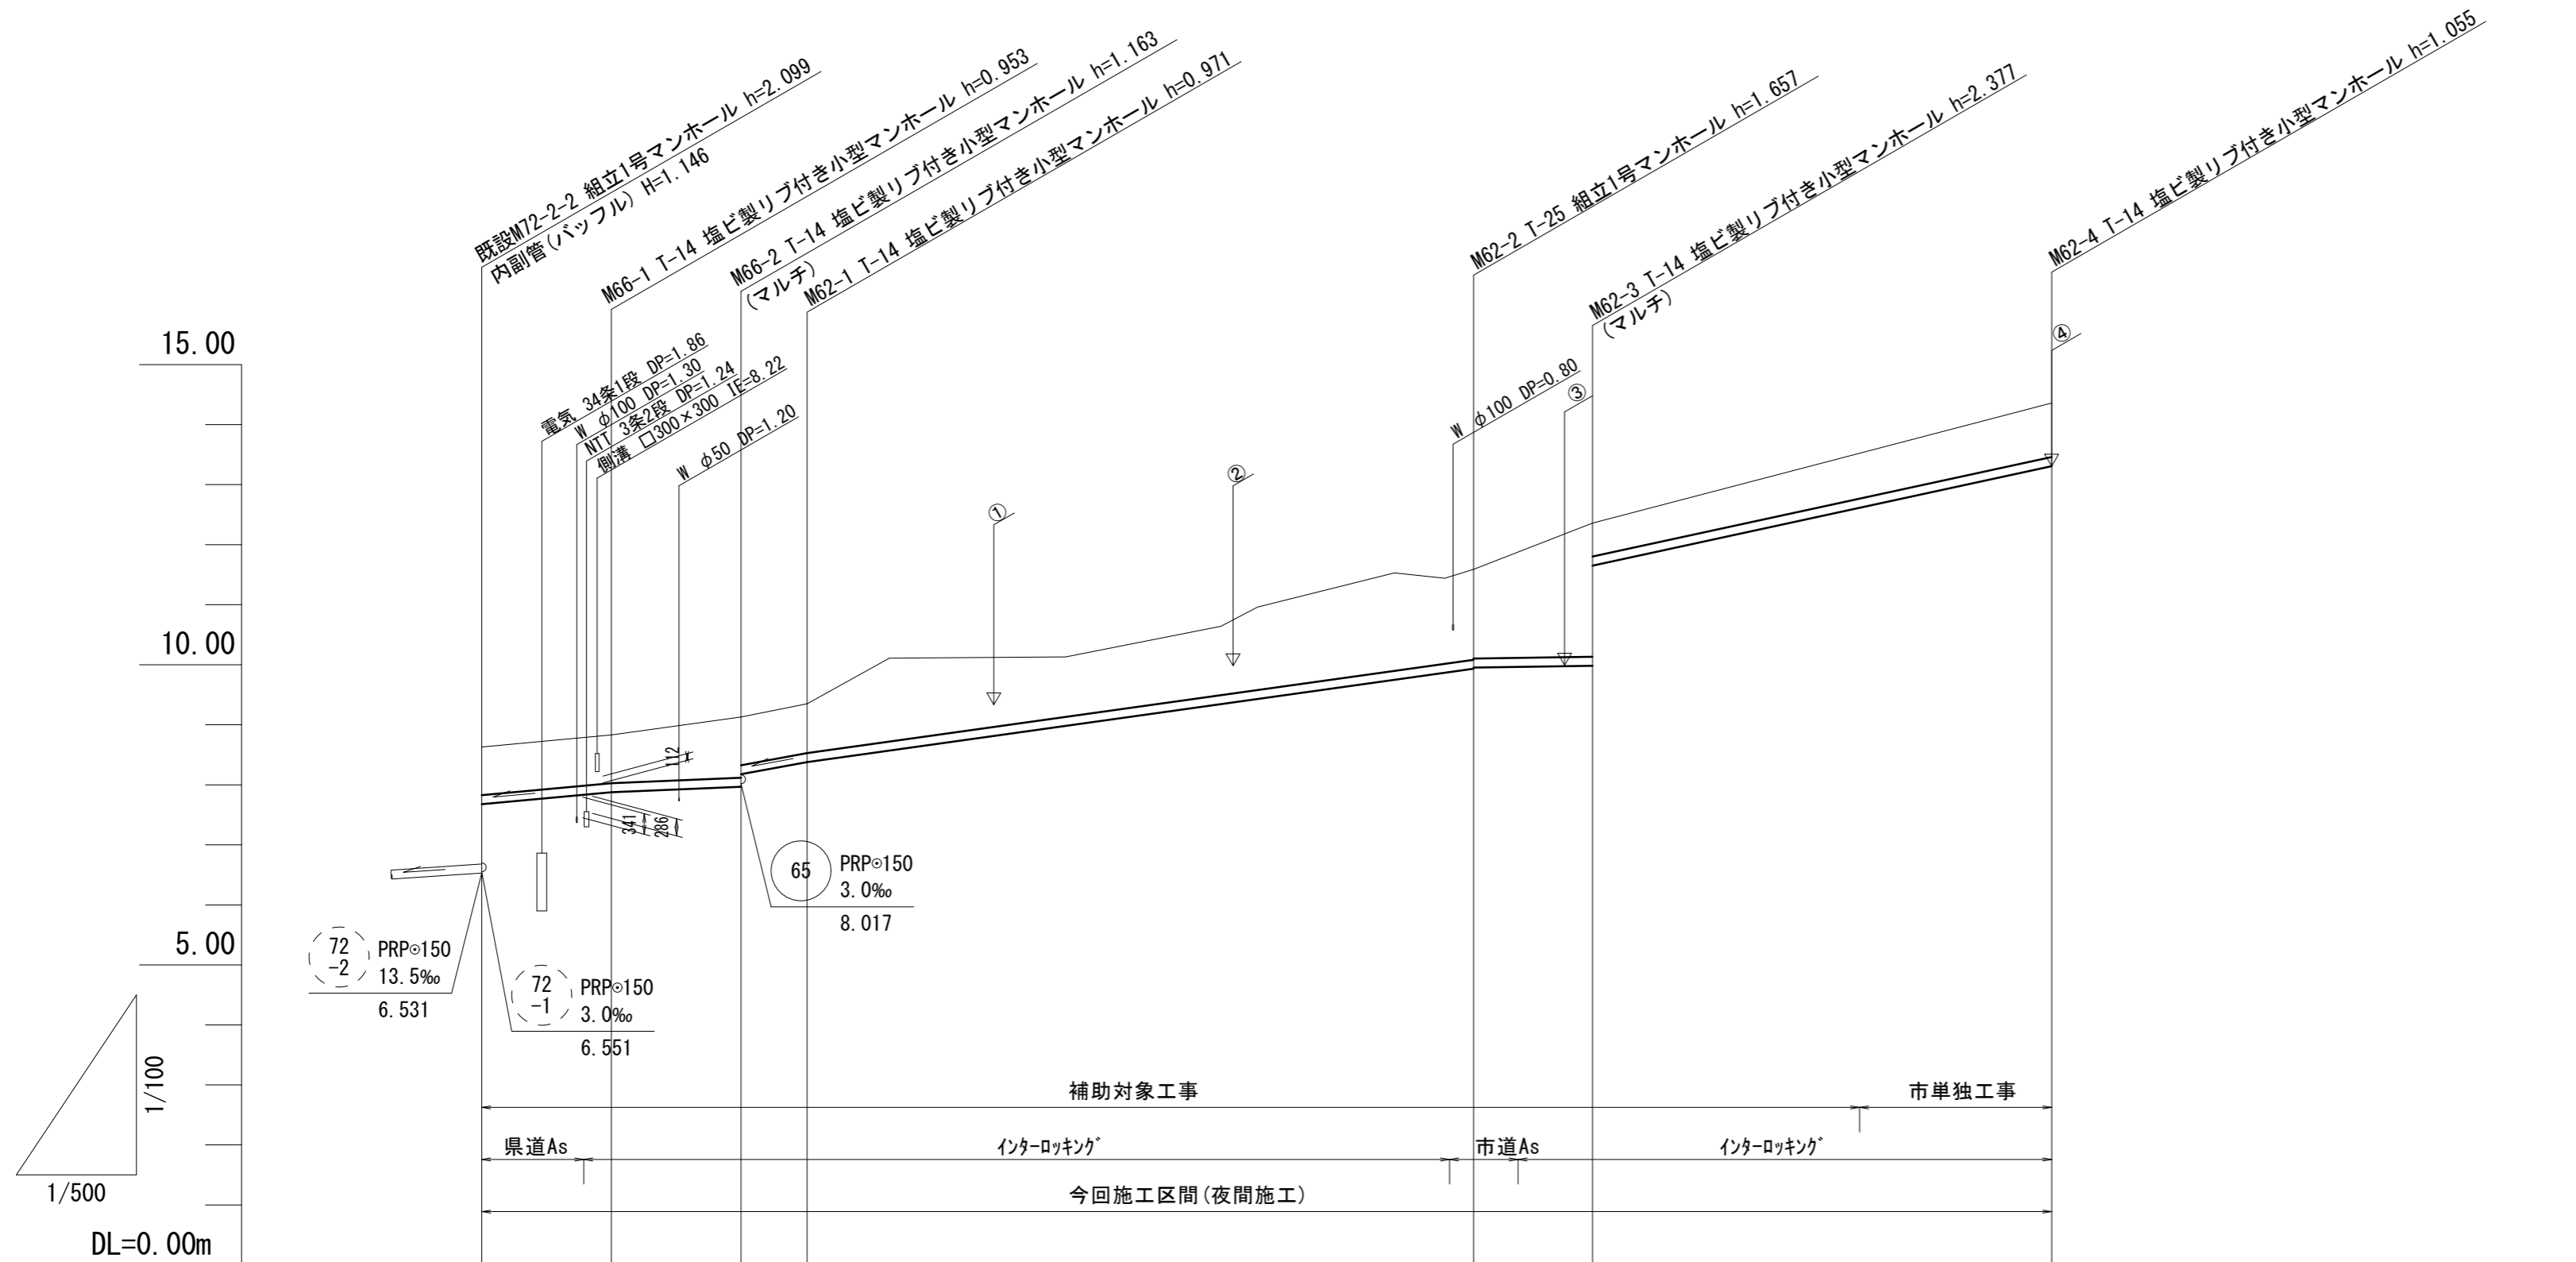 既設M72-2-2 組立1号マンホール h=2.099
内副管(バッフル) H=1.146
M66-1 T-14 塩ビ製リブ付き小型マンホール h=0.953
M66-2 T-14 塩ビ製リブ付き小型マンホール h=1.163
(マルチ)
M62-1 T-14 塩ビ製リブ付き小型マンホール h=0.971
M62-2 T-25 組立1号マンホール h=1.657
M62-3 T-14 塩ビ製リブ付き小型マンホール h=2.377
(マルチ)
M62-4 T-14 塩ビ製リブ付き小型マンホール h=1.055
電気 34条1段 DP=1.86
W φ100 DP=1.30
NTT 3条2段 DP=1.24
側溝 □300×300 IE=8.22
W φ50 DP=1.20
W φ100 DP=0.80
①
②
③
④
15.00
10.00
5.00
DL=0.00m
112
341
286
65
PRP⊙150
3.0‰
8.017
72
-2
PRP⊙150
13.5‰
6.531
72
-1
PRP⊙150
3.0‰
6.551
1/100
1/500
補助対象工事
市単独工事
県道As
インターロッキング
市道As
インターロッキング
今回施工区間(夜間施工)